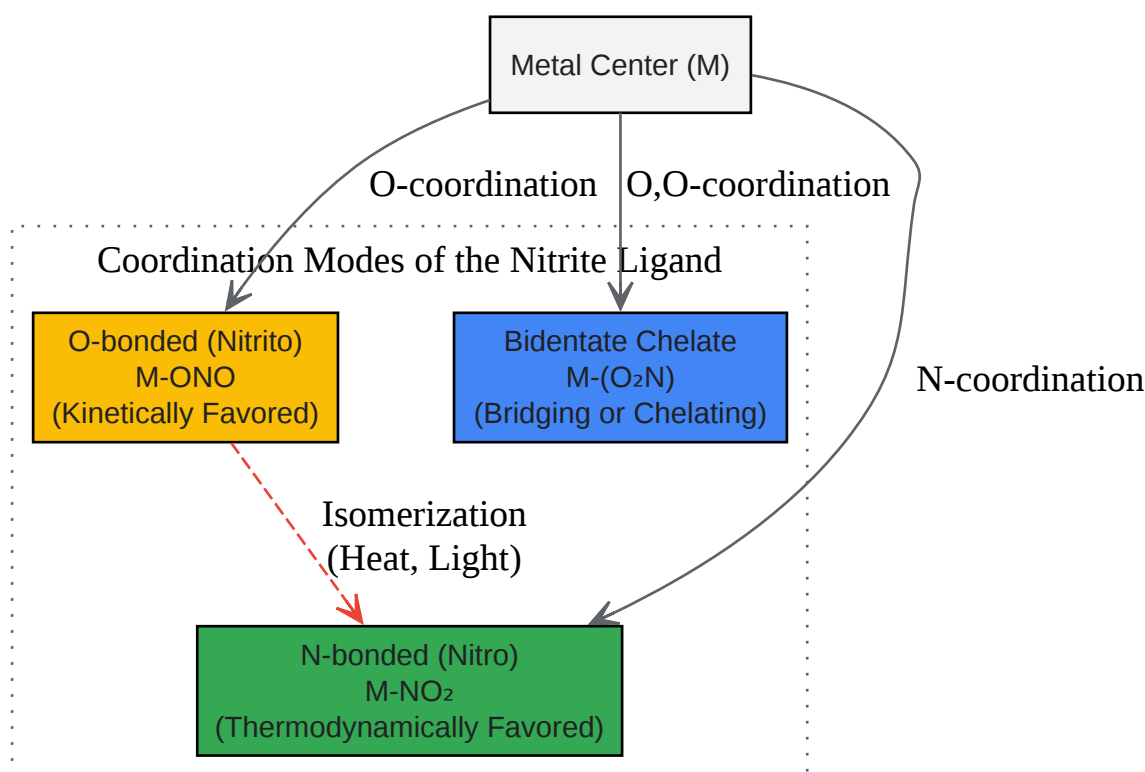 Metal Center (M)
O-coordination
O,O-coordination
Coordination Modes of the Nitrite Ligand
O-bonded (Nitrito)
M-ONO
(Kinetically Favored)
Bidentate Chelate
M-(O₂N)
(Bridging or Chelating)
N-coordination
Isomerization
(Heat, Light)
N-bonded (Nitro)
M-NO₂
(Thermodynamically Favored)